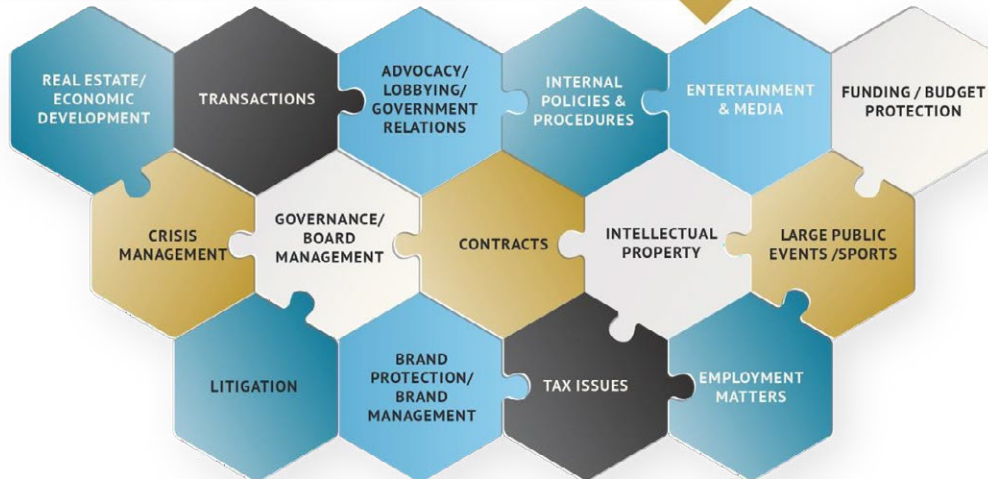 REAL ESTATE/
ECONOMIC
DEVELOPMENT
TRANSACTIONS
ADVOCACY/
LOBBYING/
GOVERNMENT
RELATIONS
INTERNAL
POLICIES &
PROCEDURES
ENTERTAINMENT
& MEDIA
FUNDING / BUDGET
PROTECTION
CRISIS
MANAGEMENT
GOVERNANCE/
BOARD
MANAGEMENT
CONTRACTS
INTELLECTUAL
PROPERTY
LARGE PUBLIC
EVENTS /SPORTS
LITIGATION
BRAND
PROTECTION/
BRAND
MANAGEMENT
TAX ISSUES
EMPLOYMENT
MATTERS